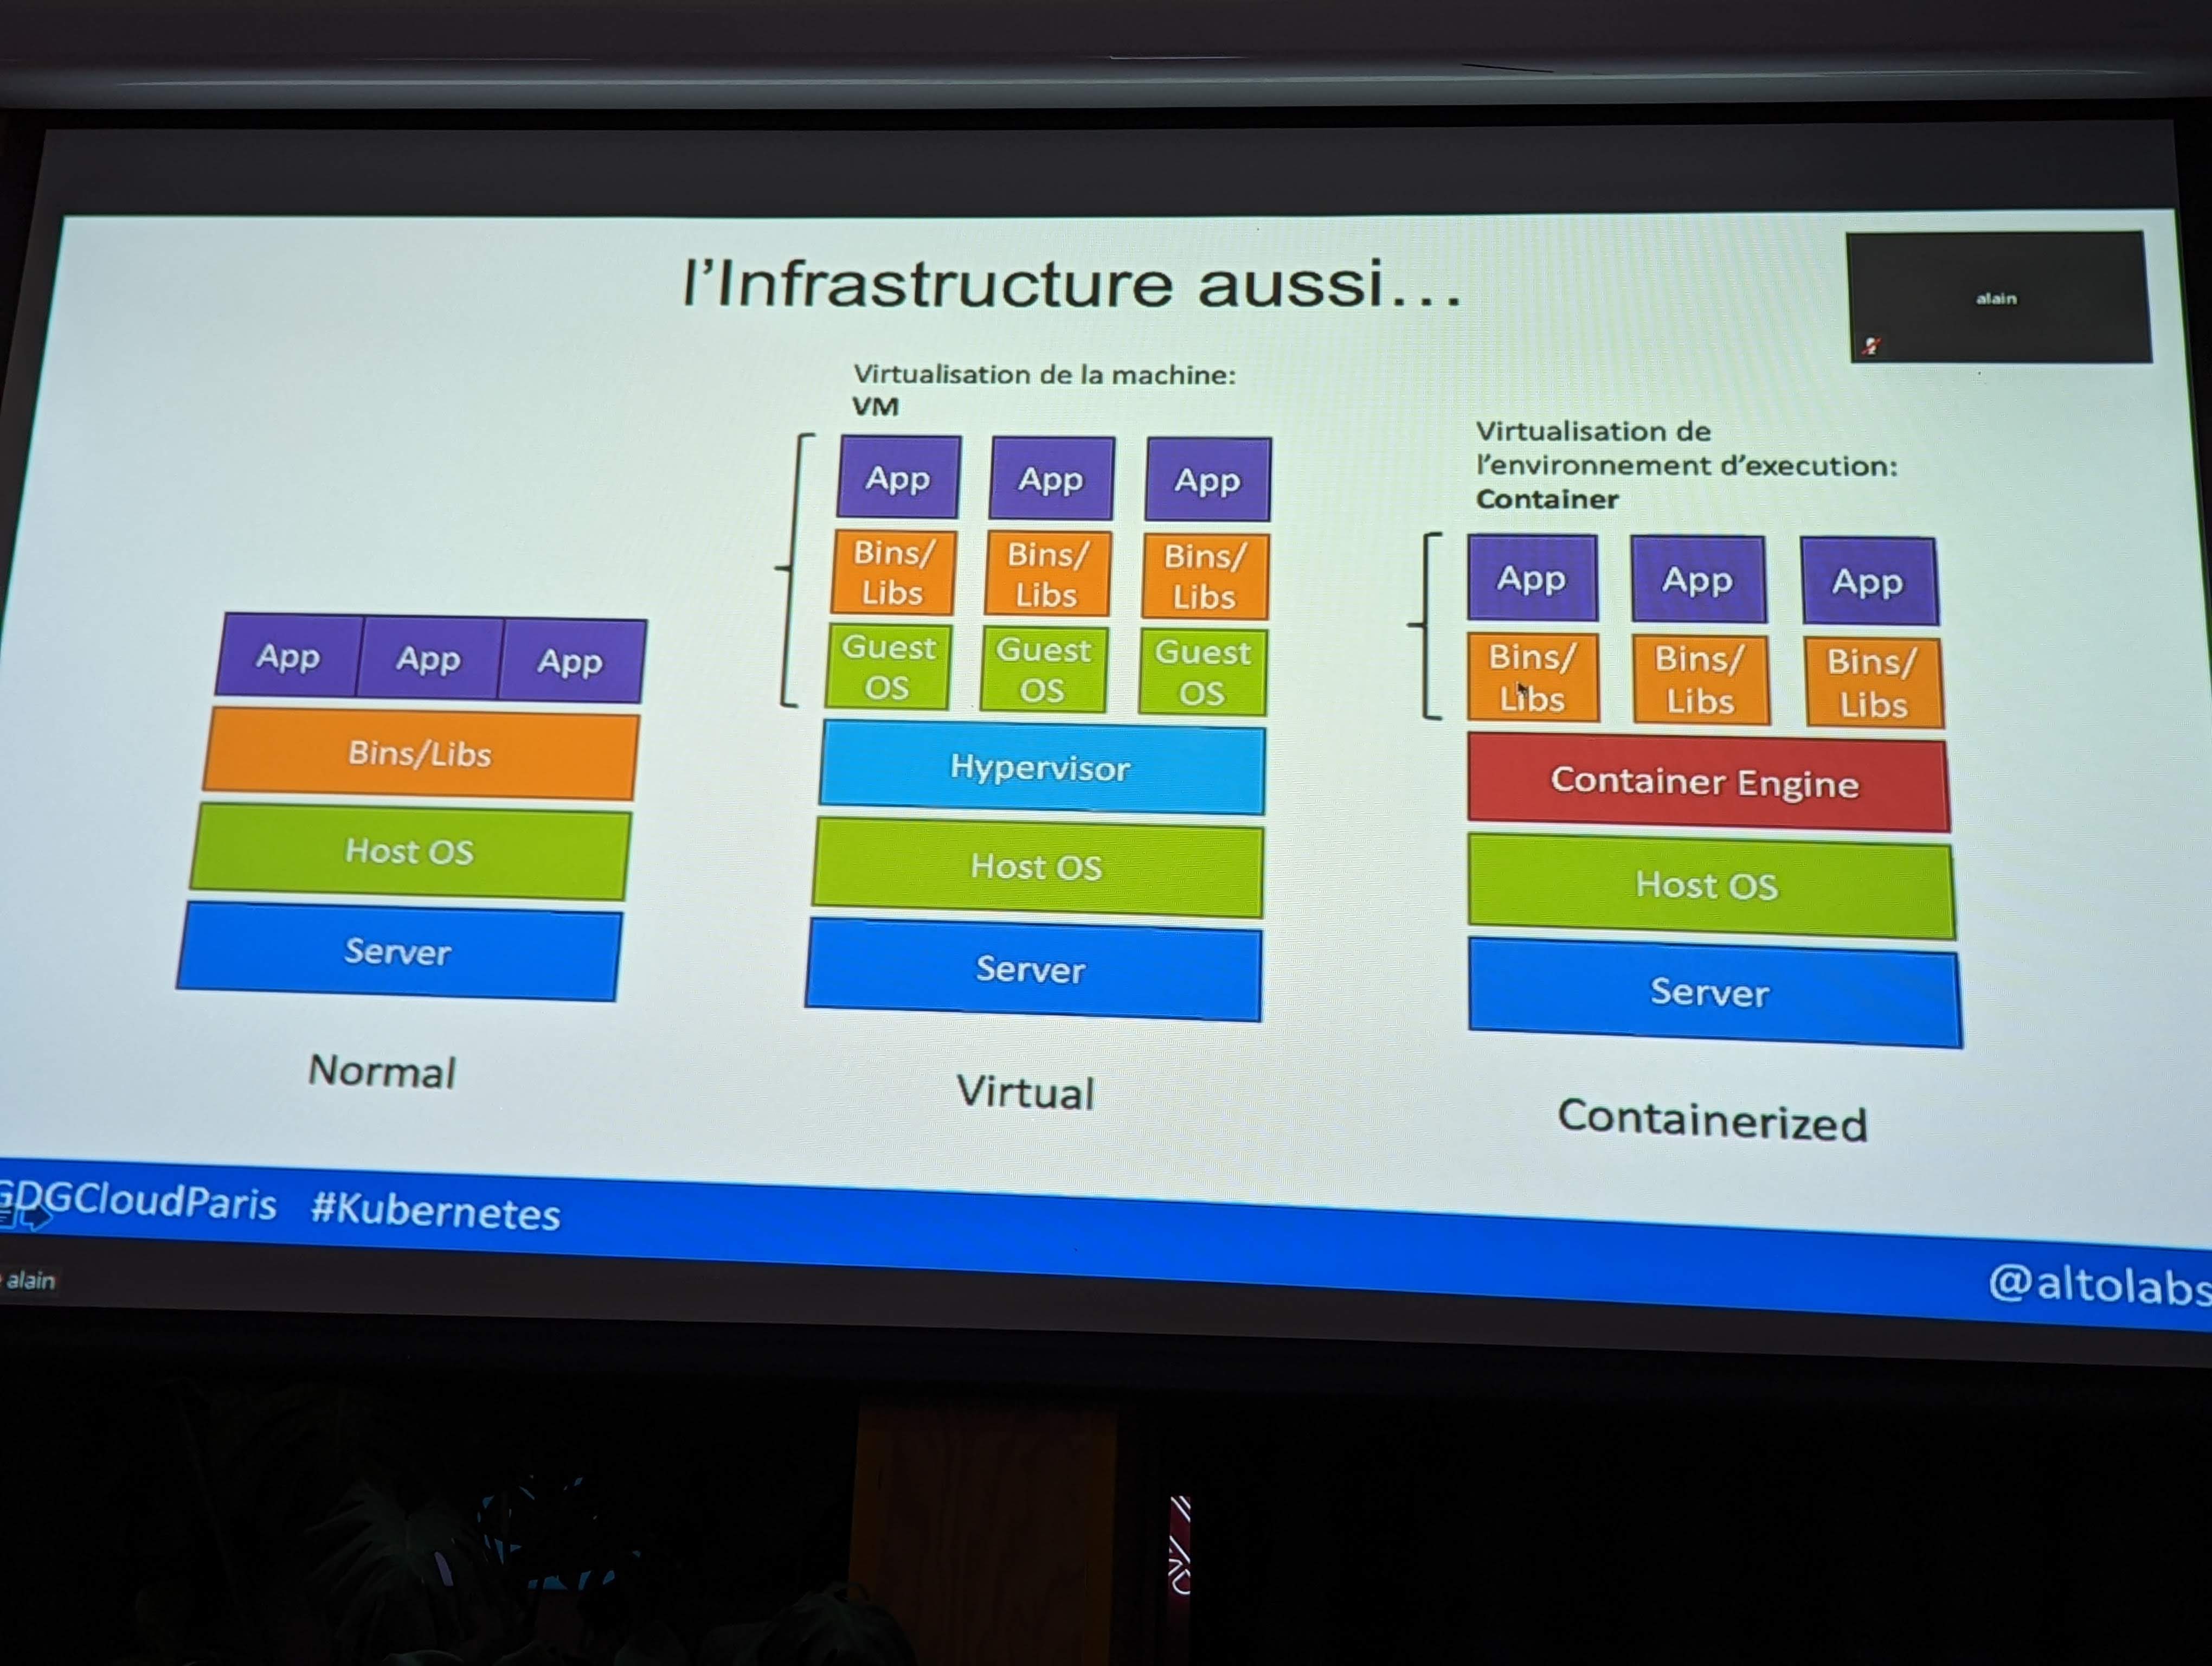 l'Infrastructure aussi...
alain
Virtualisation de la machine:
VM
App App App
Bins/
Libs
Bins/
Libs
Bins/
Libs
Guest
OS
Guest
OS
Guest
OS
Hypervisor
Host OS
Server
Virtual
Virtualisation de
l'environnement d'execution:
Container
App App App
Bins/
Libs
Bins/
Libs
Bins/
Libs
Container Engine
Host OS
Server
Containerized
App App App
Bins/Libs
Host OS
Server
Normal
GDGCloudParis #Kubernetes
@altolabs
alain